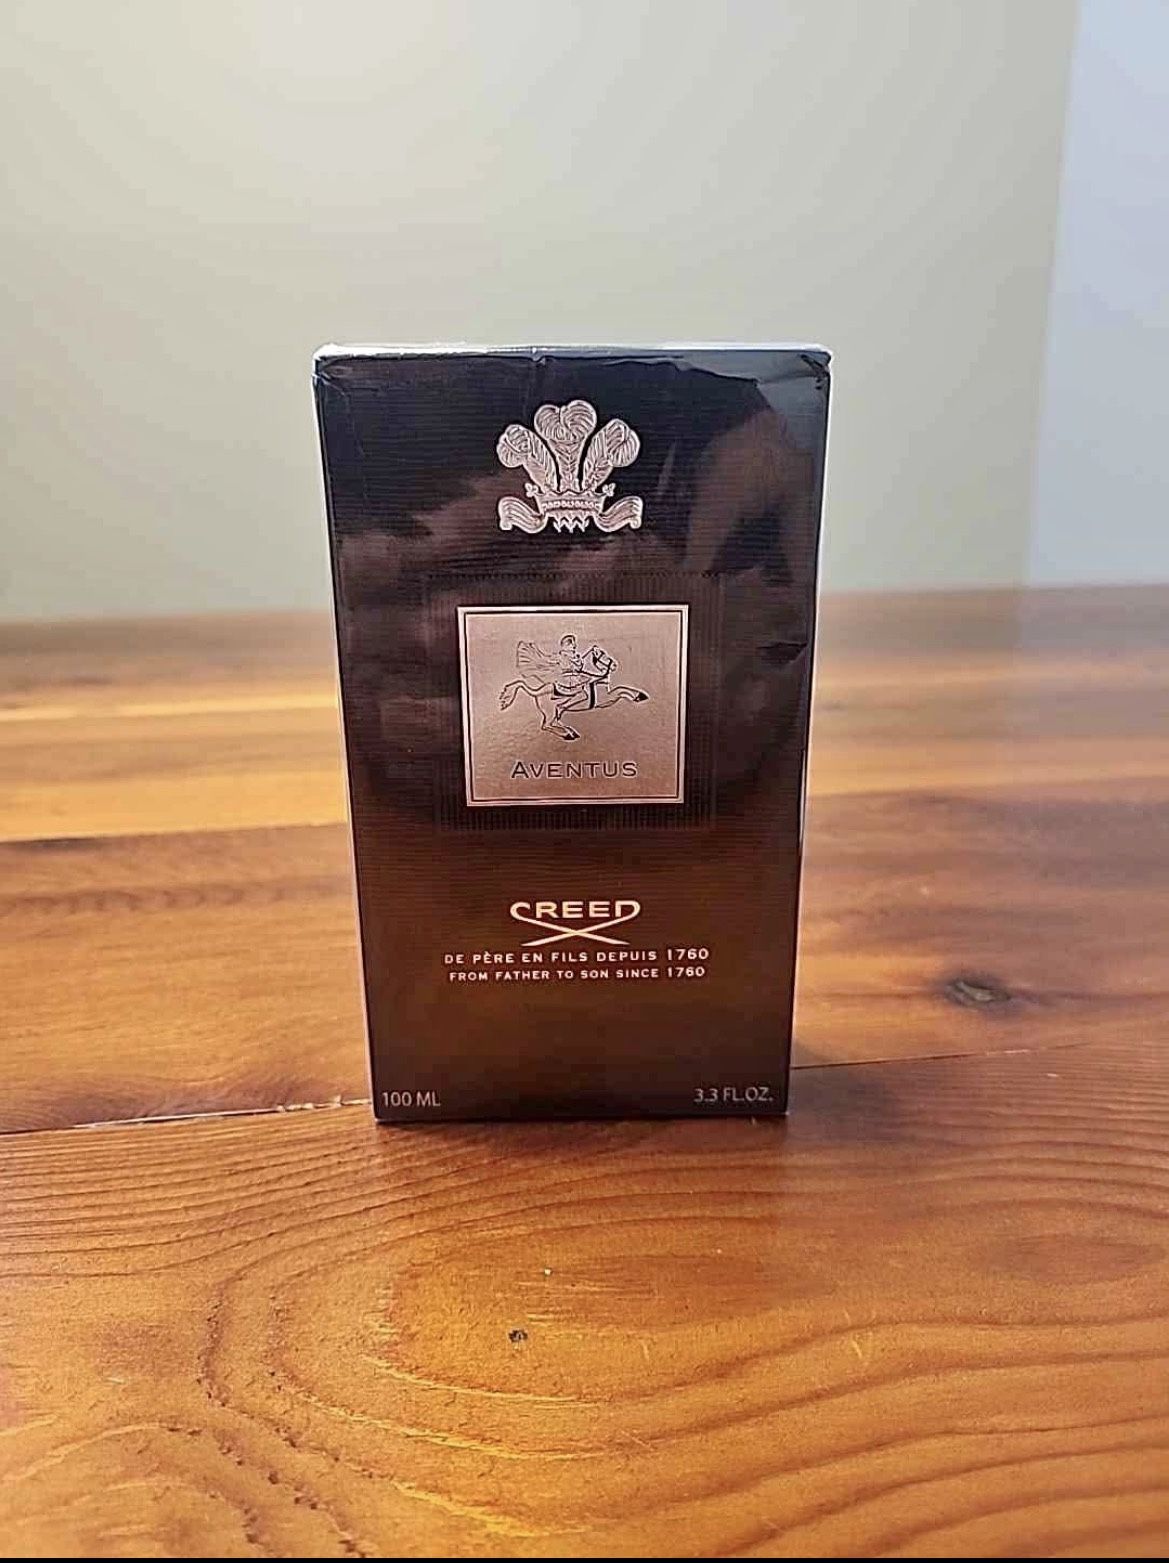 AVENTUS
CREED
DE PÈRE EN FILS DEPUIS 1760
FROM FATHER TO SON SINCE 1760
100 ML
3.3 FL.OZ.